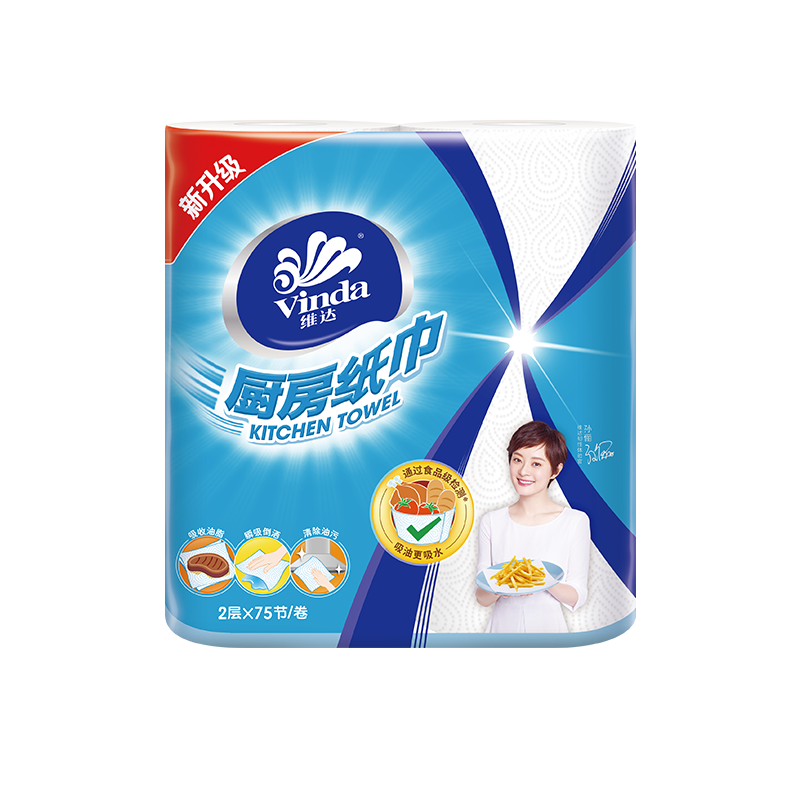 新升级
Vinda
维达
厨房纸巾
KITCHEN TOWEL
通过食品级检测*
吸油更吸水
吸收油脂
瞬吸倒洒
清除油污
2层×75节/卷
孙俪